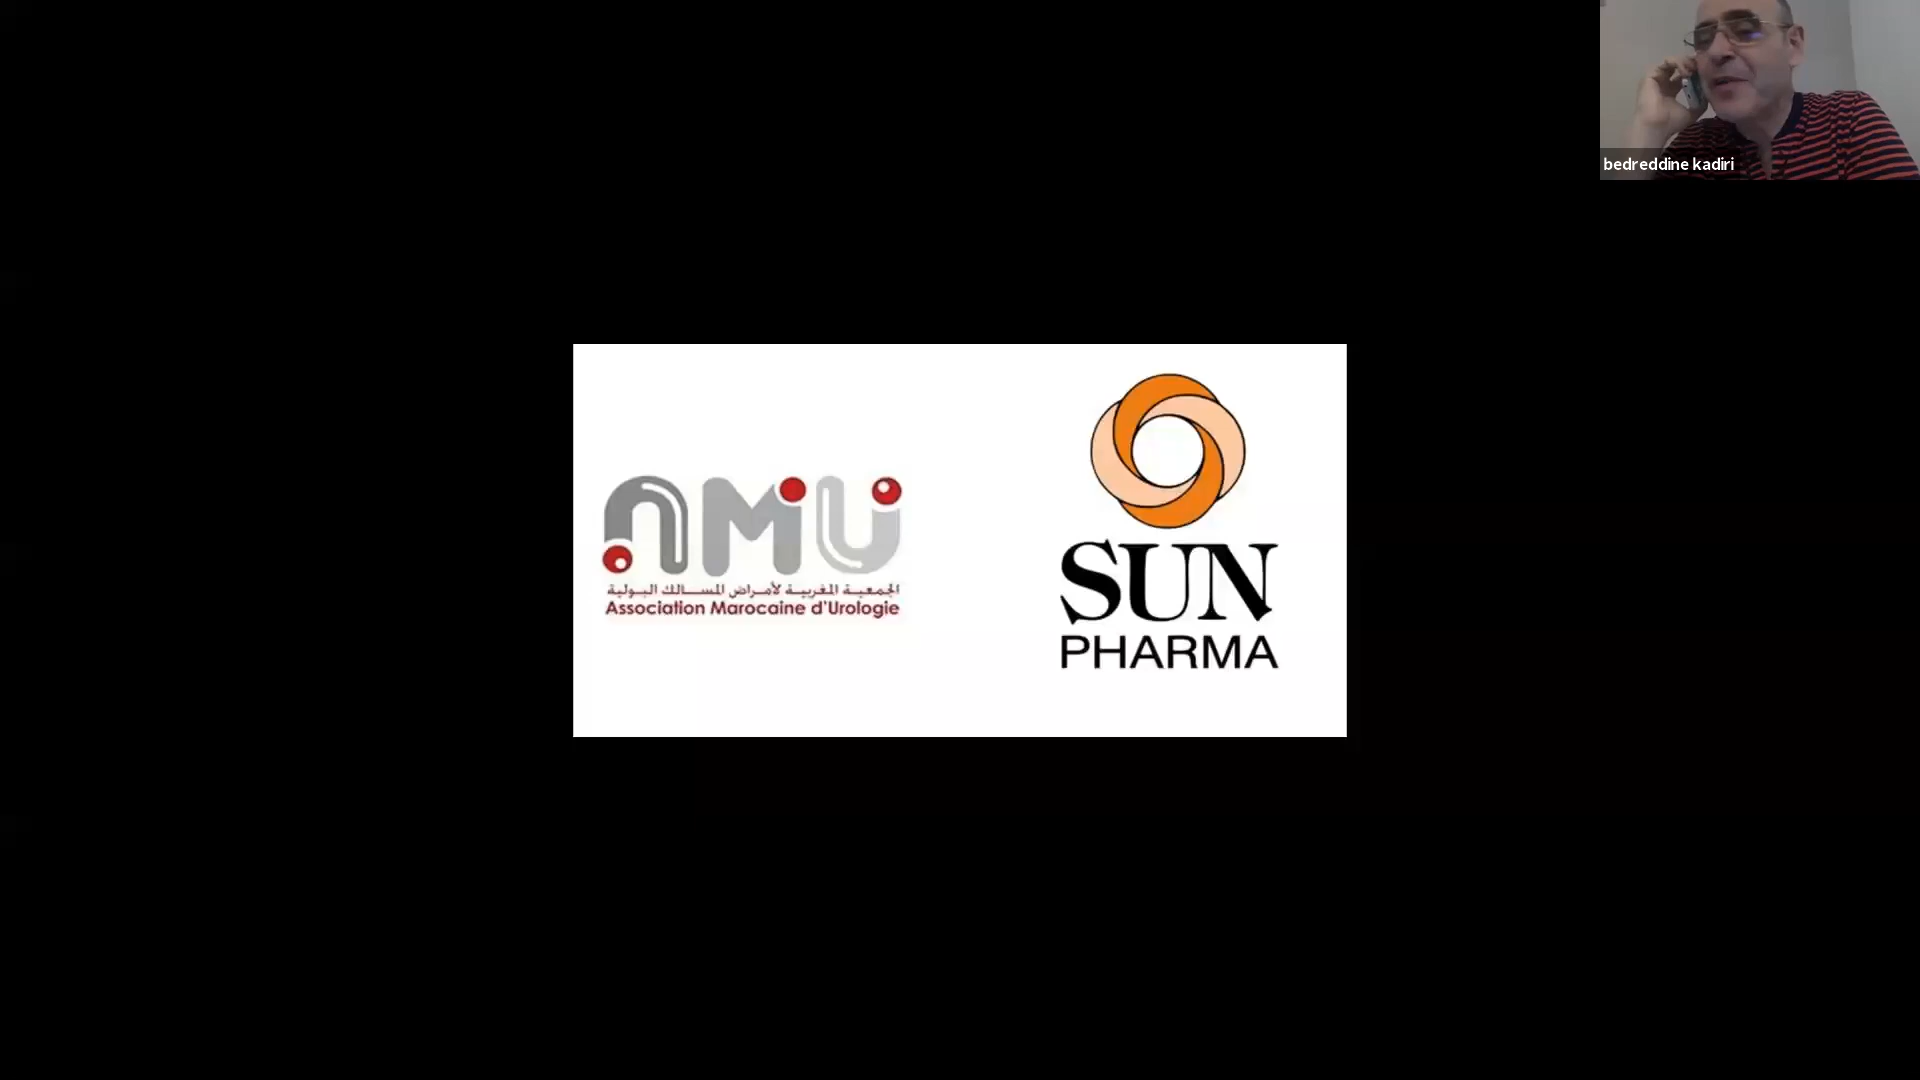 bedreddine kadiri
AMU
الجمعية المغربية لأمراض المسالك البولية
Association Marocaine d'Urologie
SUN
PHARMA